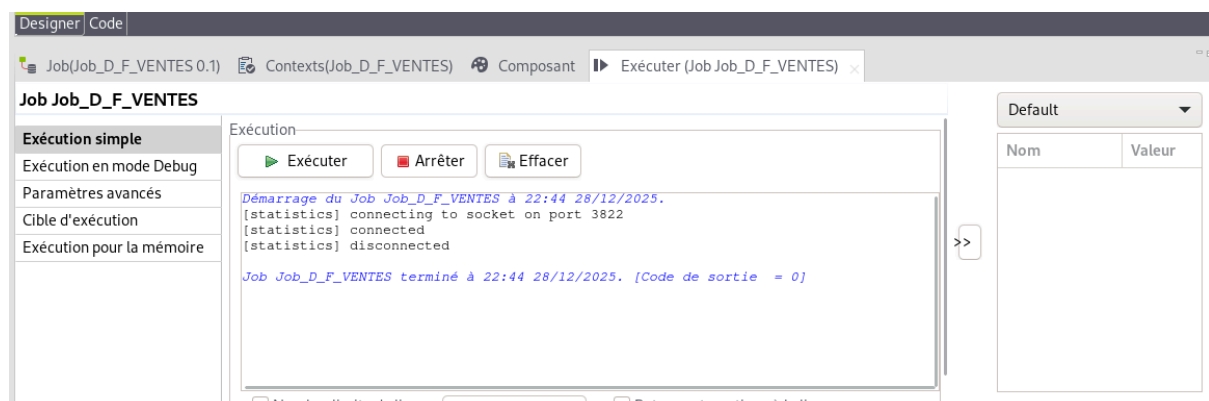 Designer Code
Job(Job_D_F_VENTES 0.1) Contexts(Job_D_F_VENTES) Composant Exécuter (Job Job_D_F_VENTES)
Job Job_D_F_VENTES
Default
Exécution simple
Exécution en mode Debug
Paramètres avancés
Cible d'exécution
Exécution pour la mémoire
Exécution
Exécuter Arrêter Effacer
Démarrage du Job Job_D_F_VENTES à 22:44 28/12/2025.
[statistics] connecting to socket on port 3822
[statistics] connected
[statistics] disconnected
Job Job_D_F_VENTES terminé à 22:44 28/12/2025. [Code de sortie = 0]
>>
Nom Valeur